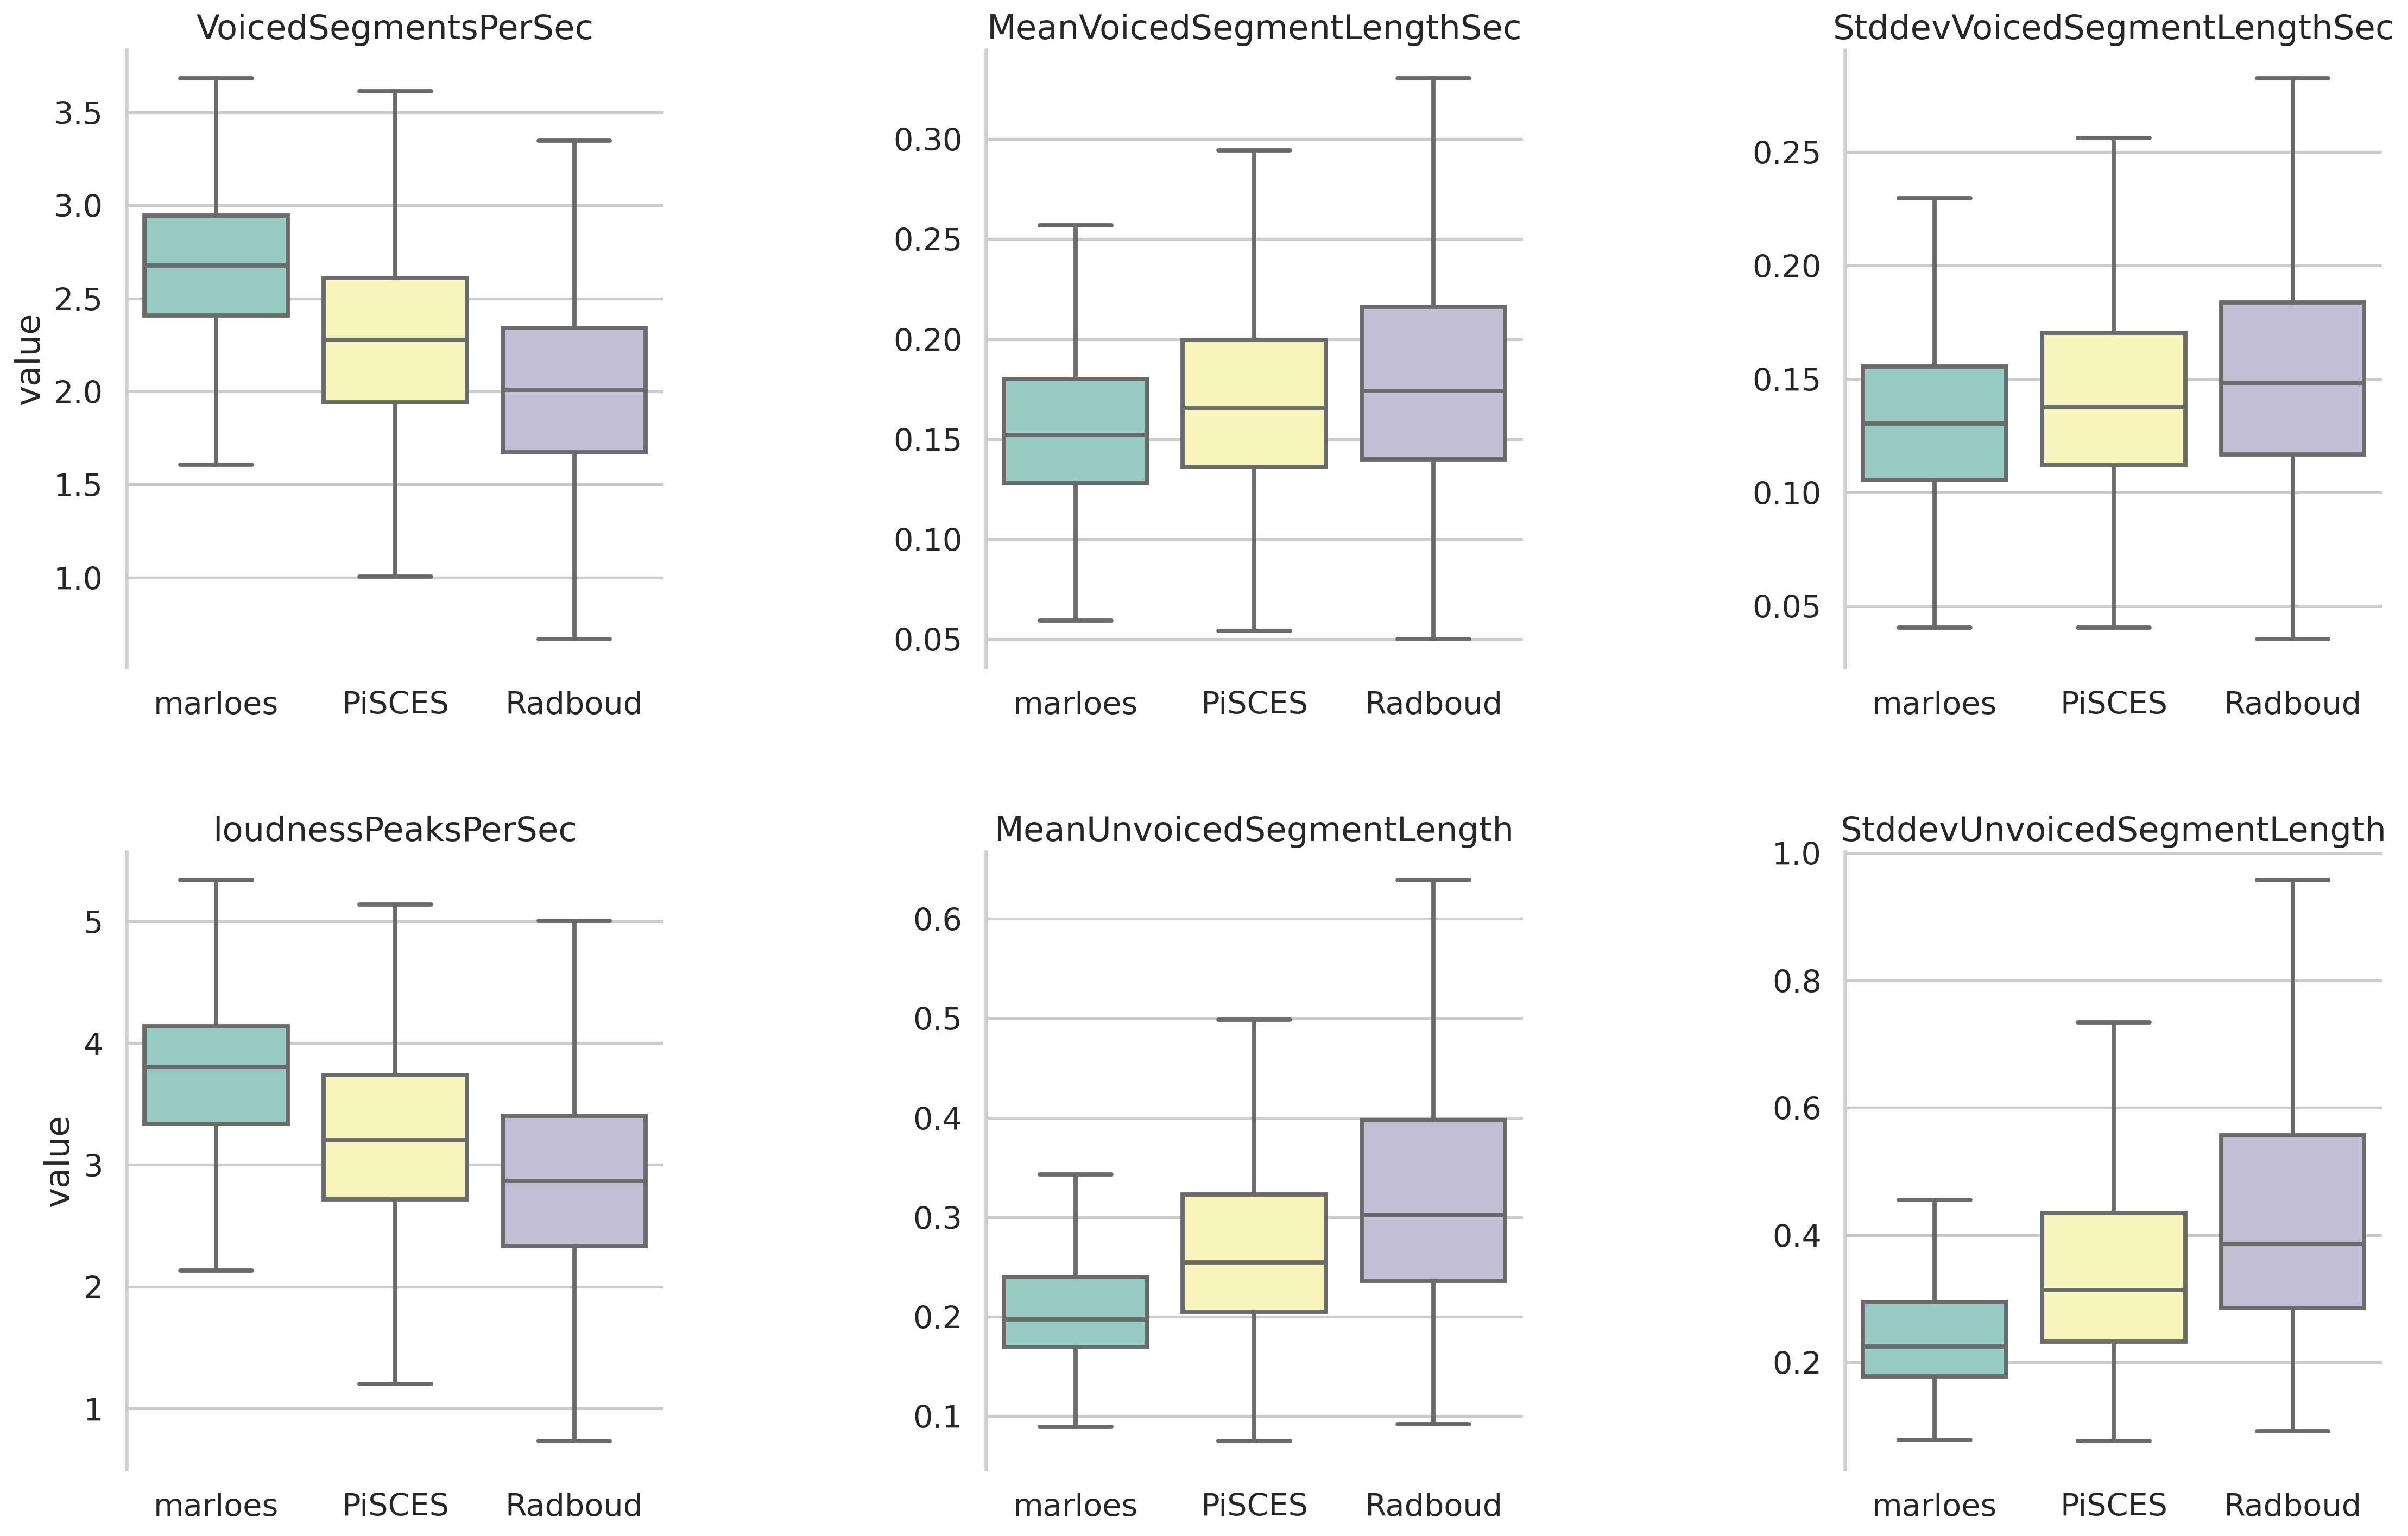 VoicedSegmentsPerSec
value
3.5
3.0
2.5
2.0
1.5
1.0
marloes PiSCES Radboud
MeanVoicedSegmentLengthSec
0.30
0.25
0.20
0.15
0.10
0.05
marloes PiSCES Radboud
StddevVoicedSegmentLengthSec
0.25
0.20
0.15
0.10
0.05
marloes PiSCES Radboud
loudnessPeaksPerSec
value
5
4
3
2
1
marloes PiSCES Radboud
MeanUnvoicedSegmentLength
0.6
0.5
0.4
0.3
0.2
0.1
marloes PiSCES Radboud
StddevUnvoicedSegmentLength
1.0
0.8
0.6
0.4
0.2
marloes PiSCES Radboud